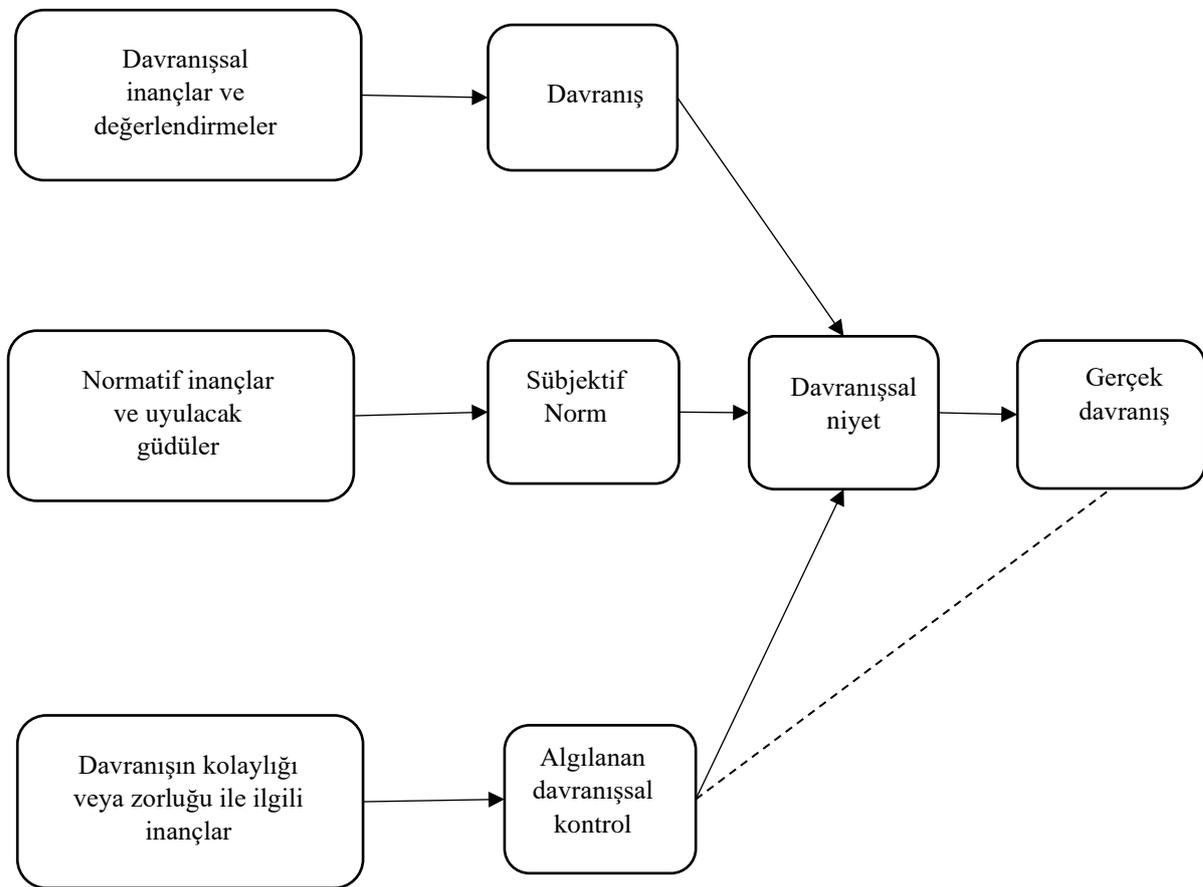 Davranışsal
inançlar ve
değerlendirmeler
Davranış
Normatif inançlar
ve uyulacak
güdüler
Sübjektif
Norm
Davranışsal
niyet
Gerçek
davranış
Davranışın kolaylığı
veya zorluğu ile ilgili
inançlar
Algılanan
davranışsal
kontrol